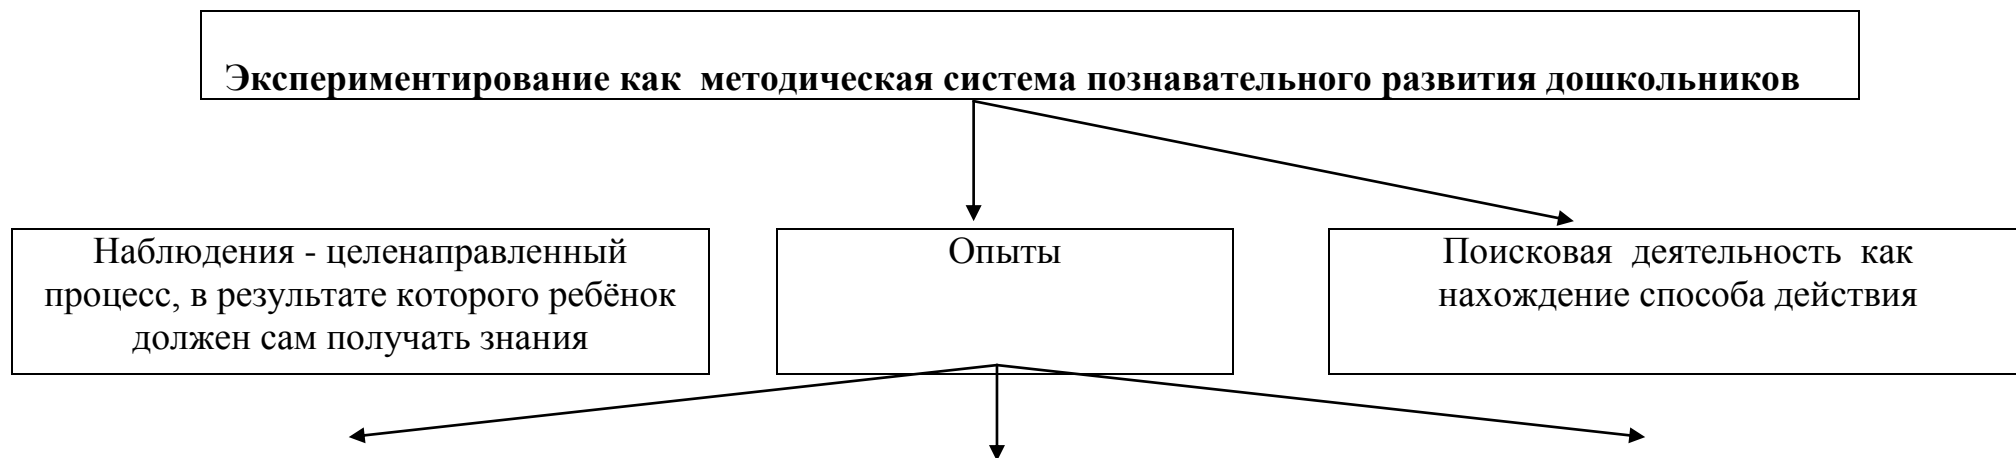 Экспериментирование как методическая система познавательного развития дошкольников
Наблюдения - целенаправленный
процесс, в результате которого ребёнок
должен сам получать знания
Опыты
Поисковая деятельность как
нахождение способа действия